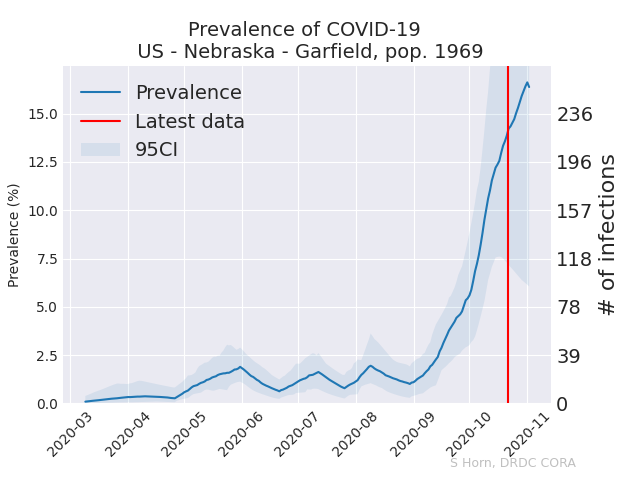 Prevalence of COVID-19
US - Nebraska - Garfield, pop. 1969
Prevalence
Latest data
95CI
Prevalence (%)
15.0
12.5
10.0
7.5
5.0
2.5
0.0
236
196
157
118
78
39
0
# of infections
2020-03
2020-04
2020-05
2020-06
2020-07
2020-08
2020-09
2020-10
2020-11
S Horn, DRDC CORA